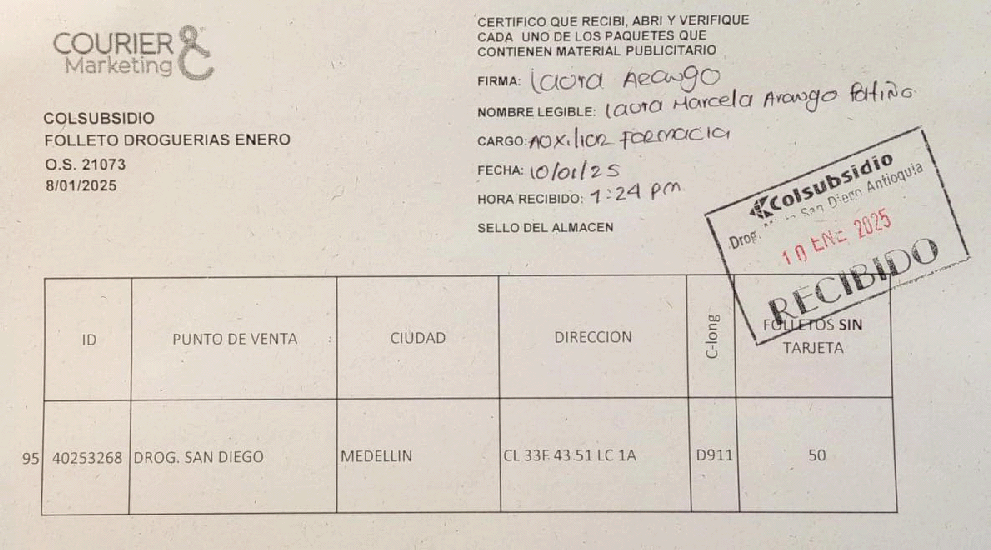 COURIER &
Marketing
COLSUBSIDIO
FOLLETO DROGUERIAS ENERO
O.S. 21073
8/01/2025
CERTIFICO QUE RECIBI, ABRI Y VERIFIQUE
CADA UNO DE LOS PAQUETES QUE
CONTIENEN MATERIAL PUBLICITARIO
FIRMA: Laura Arango
NOMBRE LEGIBLE: Laura Marcela Arango Patiño
CARGO: Auxiliar farmacia
FECHA: 10/01/25
HORA RECIBIDO: 1:24 pm
SELLO DEL ALMACEN
Colsubsidio
Drog. San Diego Antioquia
10 ENE 2025
RECIBIDO
ID PUNTO DE VENTA CIUDAD DIRECCION C-long FOLLETOS SIN
TARJETA
95 40253268 DROG. SAN DIEGO MEDELLIN CL 33F 43 51 LC 1A D911 50